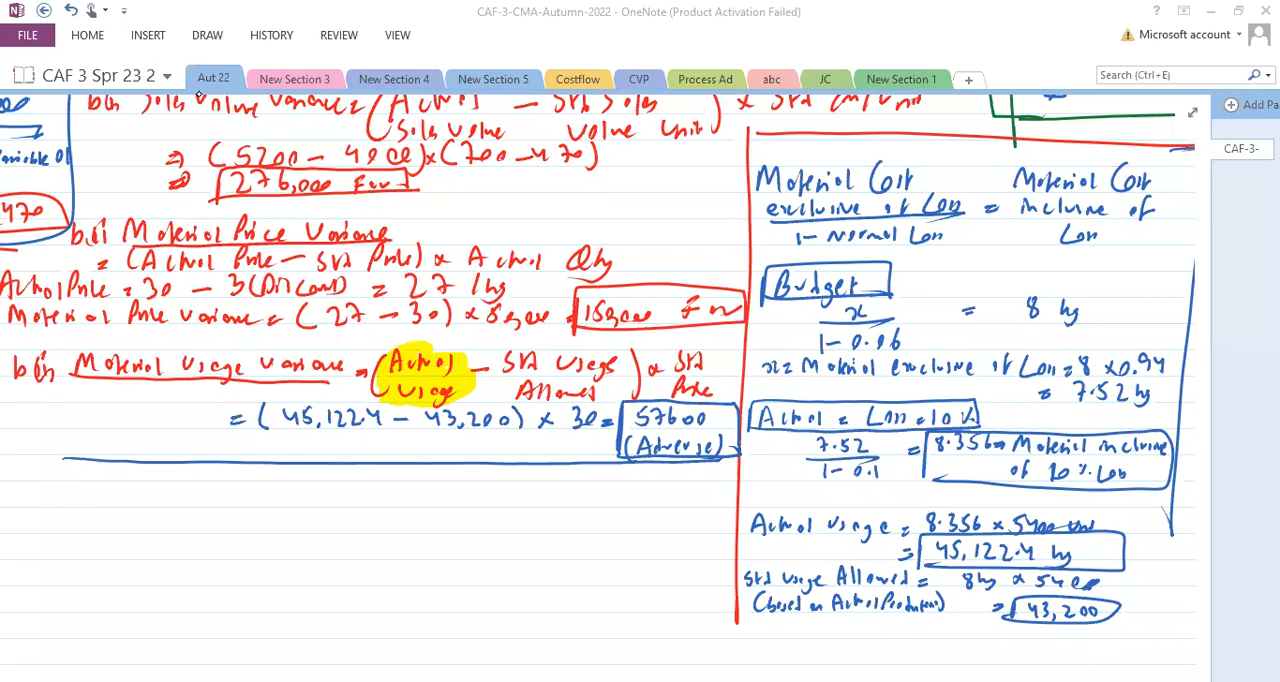 CAF-3-CMA-Autumn-2022 - OneNote (Product Activation Failed)
FILE HOME INSERT DRAW HISTORY REVIEW VIEW
Microsoft account
CAF 3 Spr 23 2 Aut 22 New Section 3 New Section 4 New Section 5 Costflow CVP Process Ad abc JC New Section 1 +
Search (Ctrl+E)
Add Pa
CAF-3-
variable
= (5200 - ) × (700 - 470)
276,000 Fav
470
b.(i) Material Price Variance
= (Actual Price - Std Price) × Actual Qty
Actual Price = 30 - 3 (Discount) = 27 / kg
Material Price Variance = (27 - 30) ×
b(ii) Material Usage Variance = (Actual Usage - Std Usage Allowed) × Std Price
= (45,122.4 - 43,200) × 30 = 57600
(Adverse)
Material Cost exclusive of Loss / 1 - Normal Loss = Material Cost inclusive of Loss
Budget
x / 1 - 0.06 = 8 kg
x = Material exclusive of Loss = 8 × 0.94
= 7.52 kg
Actual = Loss = 10 %
7.52 / 1 - 0.1 = 8.356 = Material inclusive of 10 % Loss
Actual Usage = 8.356 × 5400
= 45,122.4 kg
Std Usage Allowed = 8 kg × 5400
(based on Actual Production) = 43,200